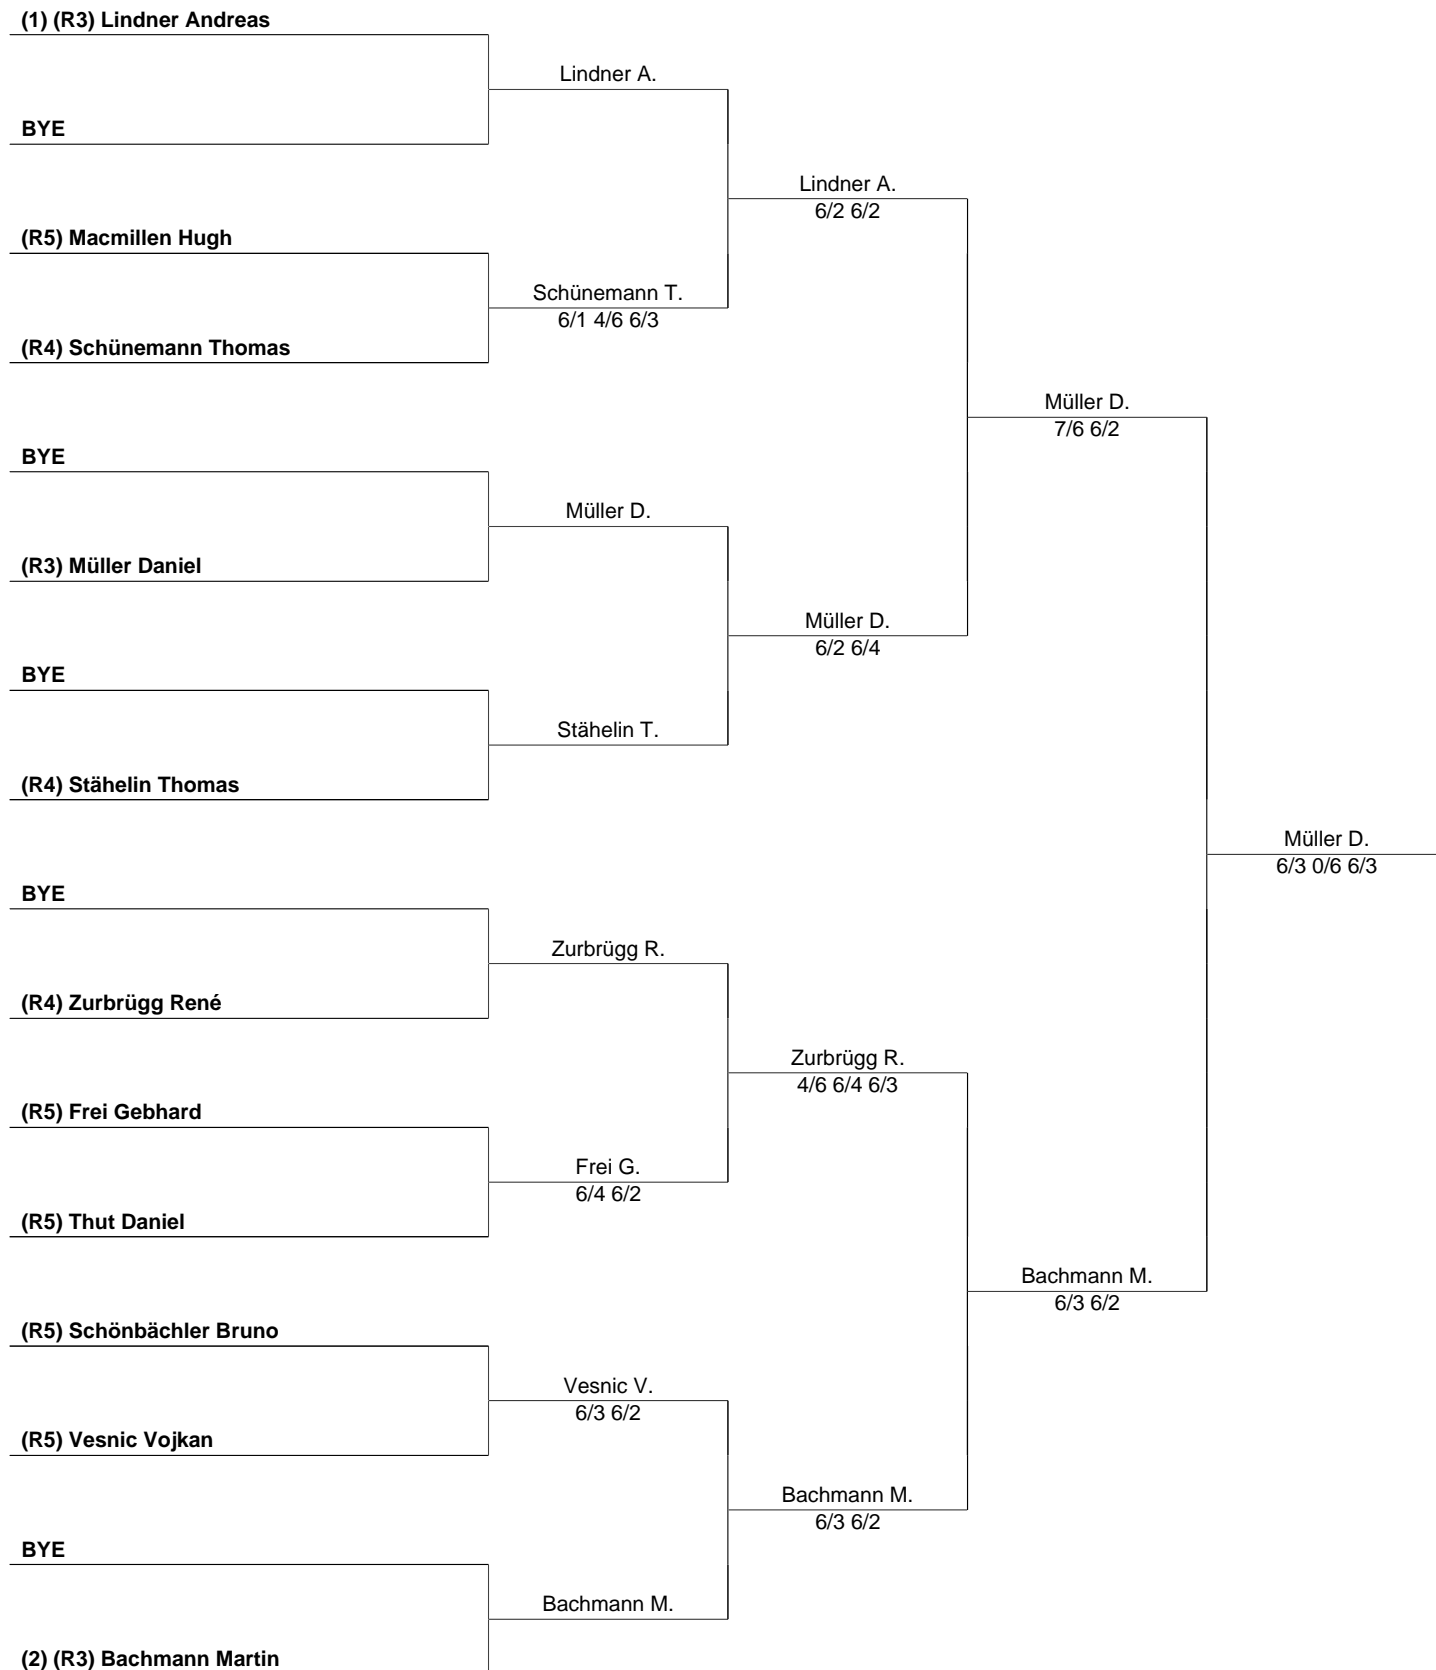 (1) (R3) Lindner Andreas
Lindner A.
BYE
Lindner A.
6/2 6/2
(R5) Macmillen Hugh
Schünemann T.
6/1 4/6 6/3
(R4) Schünemann Thomas
Müller D.
7/6 6/2
BYE
Müller D.
(R3) Müller Daniel
Müller D.
6/2 6/4
BYE
Stähelin T.
(R4) Stähelin Thomas
Müller D.
6/3 0/6 6/3
BYE
Zurbrügg R.
(R4) Zurbrügg René
Zurbrügg R.
4/6 6/4 6/3
(R5) Frei Gebhard
Frei G.
6/4 6/2
(R5) Thut Daniel
Bachmann M.
6/3 6/2
(R5) Schönbächler Bruno
Vesnic V.
6/3 6/2
(R5) Vesnic Vojkan
Bachmann M.
6/3 6/2
BYE
Bachmann M.
(2) (R3) Bachmann Martin